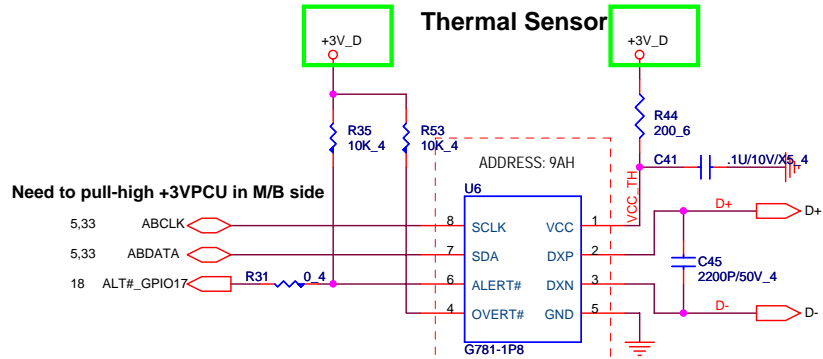 Thermal Sensor
+3V_D
+3V_D
R35
10K_4
R53
10K_4
R44
200_6
C41
.1U/10V/X5_4
ADDRESS: 9AH
VCC_TH
Need to pull-high +3VPCU in M/B side
U6
5,33 ABCLK 8 SCLK VCC 1 D+ D+
5,33 ABDATA 7 SDA DXP 2
C45
2200P/50V_4
18 ALT#_GPIO17 R31 0_4 6 ALERT# DXN 3
4 OVERT# GND 5 D- D-
G781-1P8